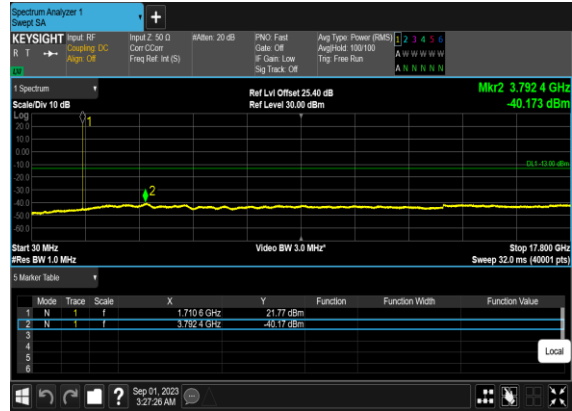 Spectrum Analyzer 1
Swept SA
+
KEYSIGHT Input: RF Input Z: 50 Ω #Atten: 20 dB PNO: Fast Avg Type: Power (RMS) 1 2 3 4 5 6
R T Coupling: DC Corr CCorr Gate: Off Avg|Hold: 100/100 A W W W W W
Align: Off Freq Ref: Int (S) IF Gain: Low Trig: Free Run
Sig Track: Off A N N N N N
1 Spectrum Ref Lvl Offset 25.40 dB Mkr2 3.792 4 GHz
Scale/Div 10 dB Ref Level 30.00 dBm -40.173 dBm
Log
1
20.0
10.0
0.00
-10.0
DL1 -13.00 dBm
-20.0
-30.0
2
-40.0
-50.0
-60.0
Start 30 MHz Video BW 3.0 MHz* Stop 17.800 GHz
#Res BW 1.0 MHz Sweep 32.0 ms (40001 pts)
5 Marker Table
Mode Trace Scale X Y Function Function Width Function Value
1 N 1 f 1.710 6 GHz 21.77 dBm
2 N 1 f 3.792 4 GHz -40.17 dBm
3
4
5
6
Local
? Sep 01, 2023
3:27:26 AM